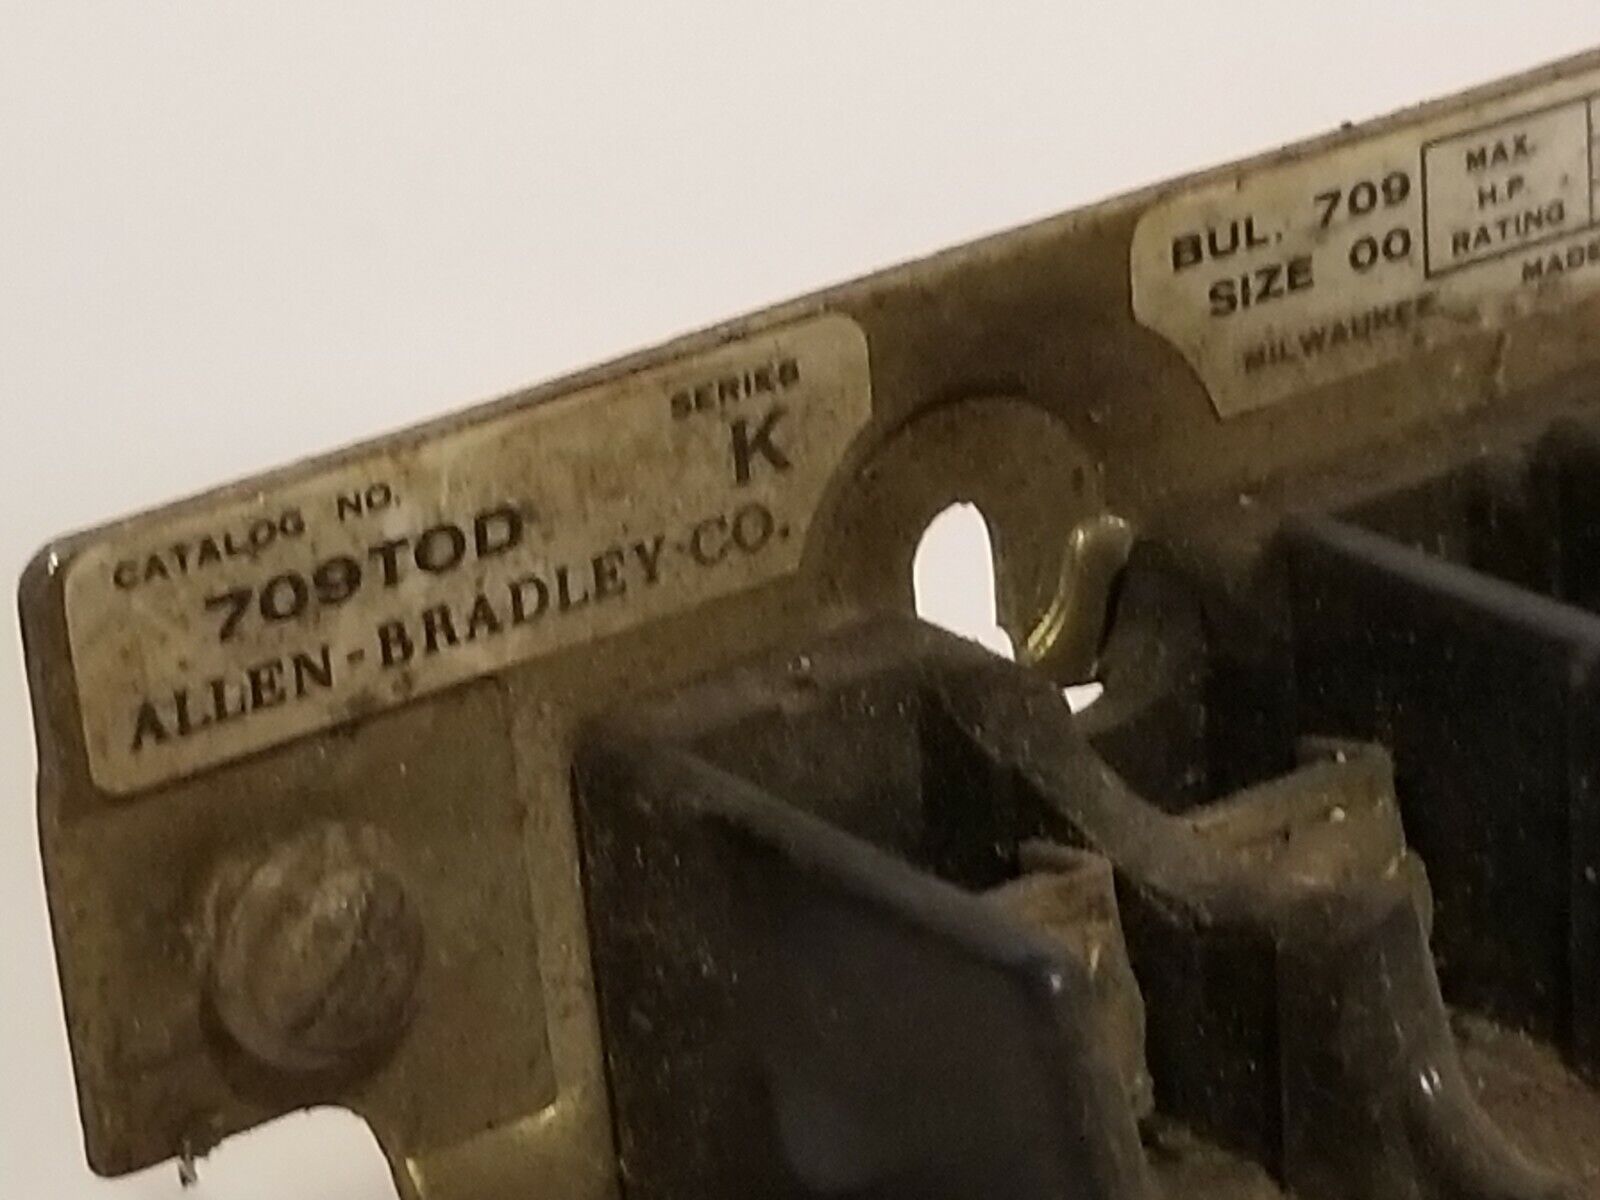 CATALOG NO.
SERIES
709TOD
K
ALLEN-BRADLEY CO.
BUL. 709
SIZE 00
MAX.
H.P.
RATING
MILWAUKEE
MADE